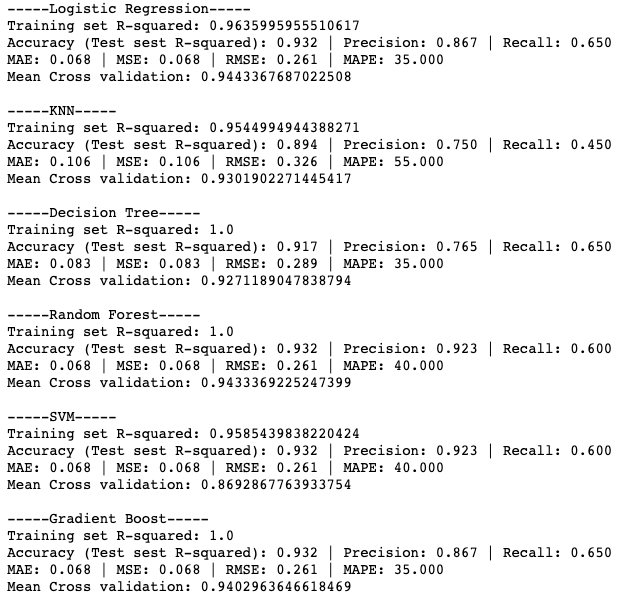 -----Logistic Regression-----
Training set R-squared: 0.9635995955510617
Accuracy (Test sest R-squared): 0.932 | Precision: 0.867 | Recall: 0.650
MAE: 0.068 | MSE: 0.068 | RMSE: 0.261 | MAPE: 35.000
Mean Cross validation: 0.9443367687022508
-----KNN-----
Training set R-squared: 0.9544994944388271
Accuracy (Test sest R-squared): 0.894 | Precision: 0.750 | Recall: 0.450
MAE: 0.106 | MSE: 0.106 | RMSE: 0.326 | MAPE: 55.000
Mean Cross validation: 0.9301902271445417
-----Decision Tree-----
Training set R-squared: 1.0
Accuracy (Test sest R-squared): 0.917 | Precision: 0.765 | Recall: 0.650
MAE: 0.083 | MSE: 0.083 | RMSE: 0.289 | MAPE: 35.000
Mean Cross validation: 0.9271189047838794
-----Random Forest-----
Training set R-squared: 1.0
Accuracy (Test sest R-squared): 0.932 | Precision: 0.923 | Recall: 0.600
MAE: 0.068 | MSE: 0.068 | RMSE: 0.261 | MAPE: 40.000
Mean Cross validation: 0.9433369225247399
-----SVM-----
Training set R-squared: 0.9585439838220424
Accuracy (Test sest R-squared): 0.932 | Precision: 0.923 | Recall: 0.600
MAE: 0.068 | MSE: 0.068 | RMSE: 0.261 | MAPE: 40.000
Mean Cross validation: 0.8692867763933754
-----Gradient Boost-----
Training set R-squared: 1.0
Accuracy (Test sest R-squared): 0.932 | Precision: 0.867 | Recall: 0.650
MAE: 0.068 | MSE: 0.068 | RMSE: 0.261 | MAPE: 35.000
Mean Cross validation: 0.9402963646618469